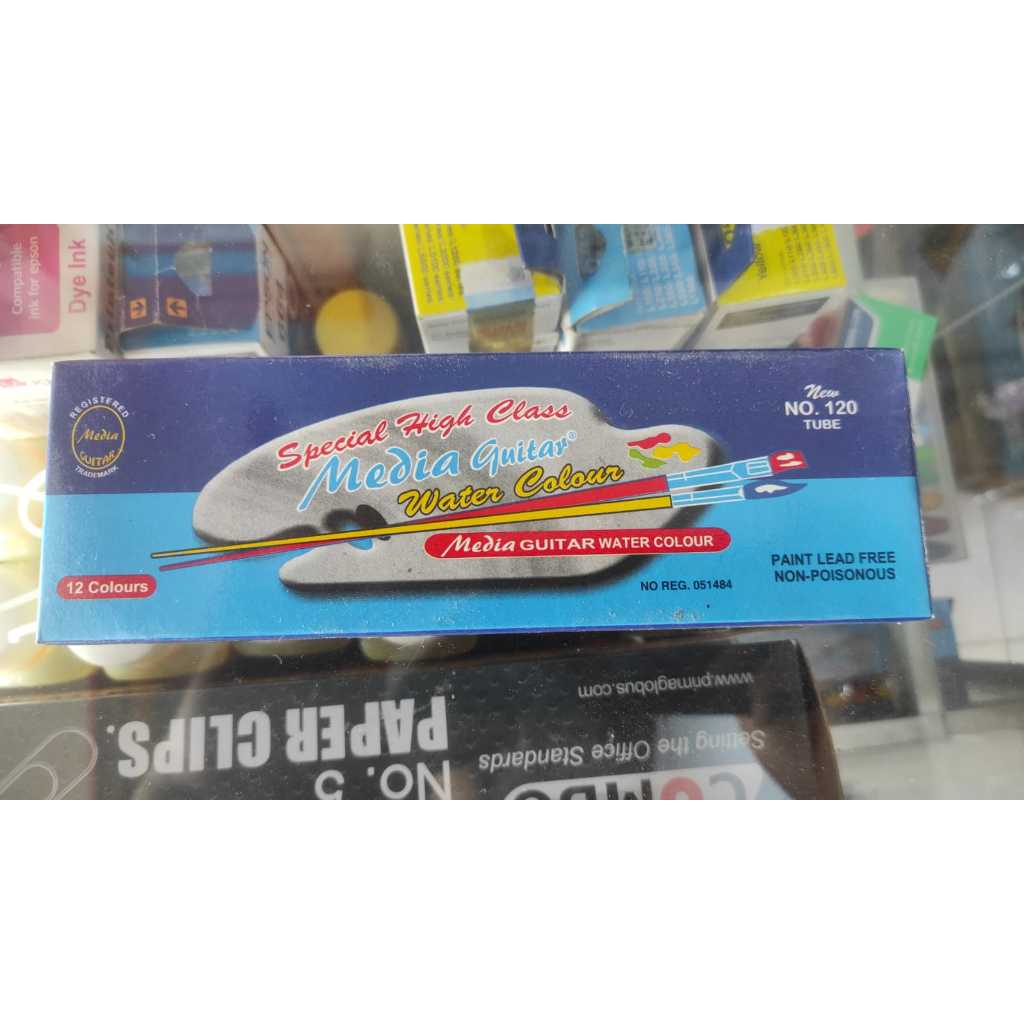 Compatible
ink for epson
Dye Ink
REGISTERED
Media
GUITAR
TRADEMARK
Special High Class
Media Guitar®
Water Colour
Media GUITAR WATER COLOUR
New
NO. 120
TUBE
12 Colours
NO REG. 051484
PAINT LEAD FREE
NON-POISONOUS
www.primaglobus.com
Setting the Office Standards
PAPER CLIPS.
No. 5